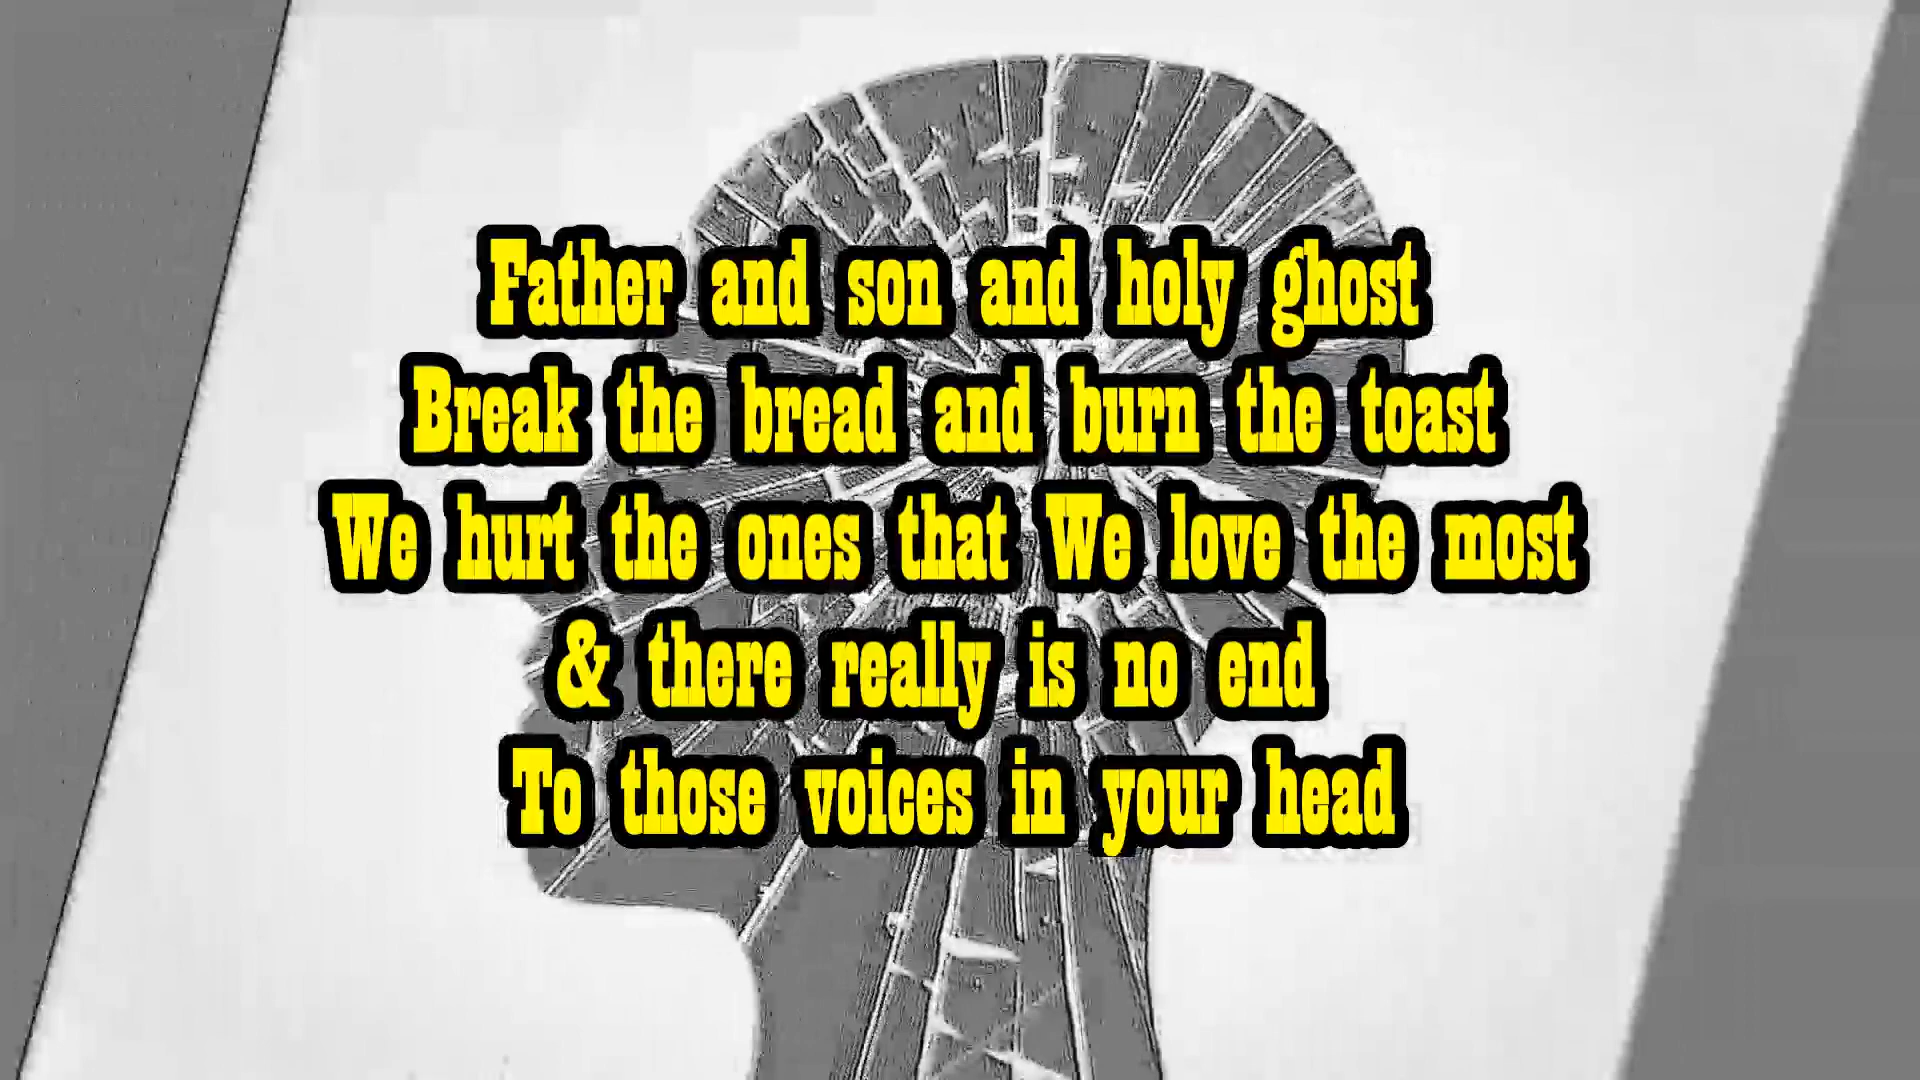 Father and son and holy ghost
Break the bread and burn the toast
We hurt the ones that We love the most
& there really is no end
To those voices in your head